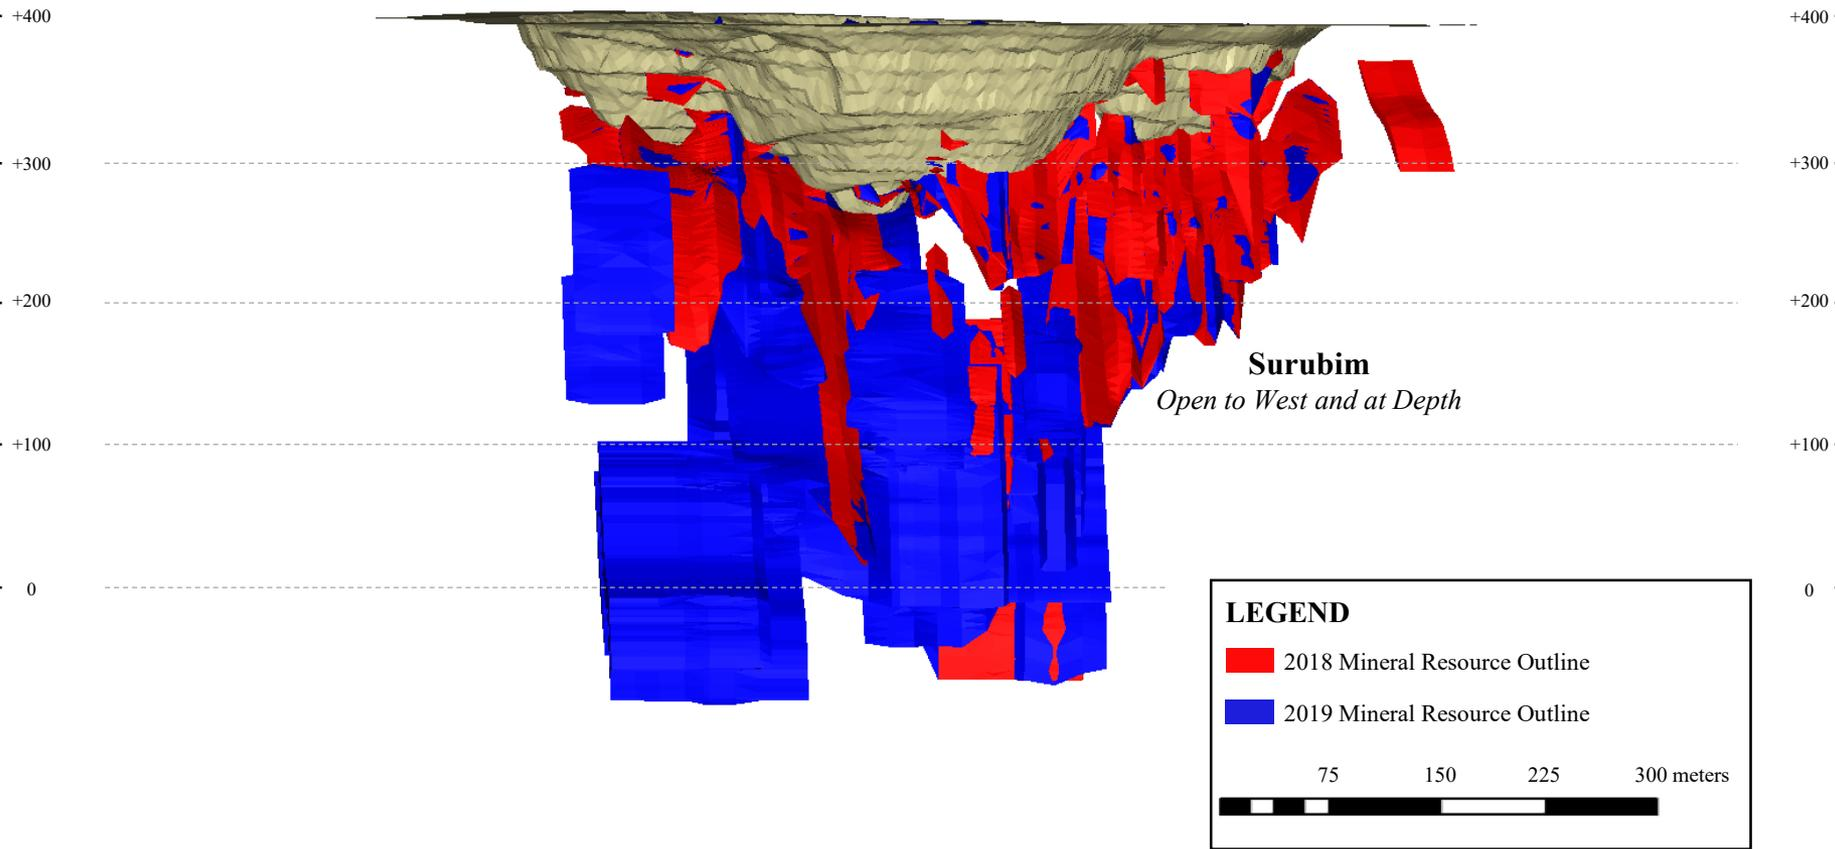 +400 +400
+300 +300
+200 +200
Surubim
Open to West and at Depth
+100 +100
0 0
LEGEND
2018 Mineral Resource Outline
2019 Mineral Resource Outline
75 150 225 300 meters